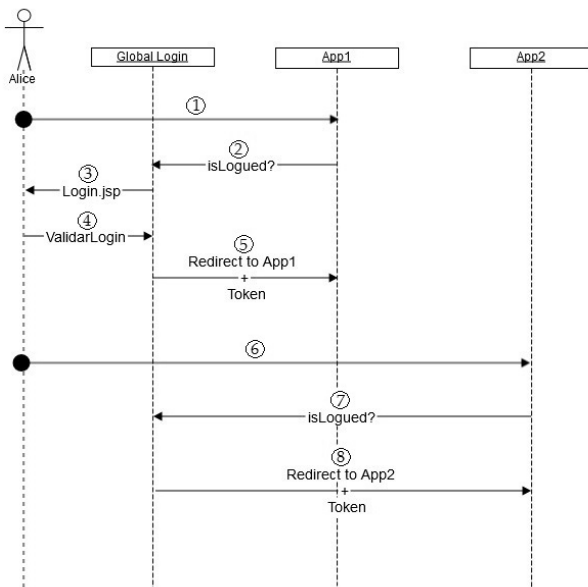 Alice
Global Login
App1
App2
①
②
isLogued?
③
Login.jsp
④
ValidarLogin
⑤
Redirect to App1
+
Token
⑥
⑦
isLogued?
⑧
Redirect to App2
+
Token